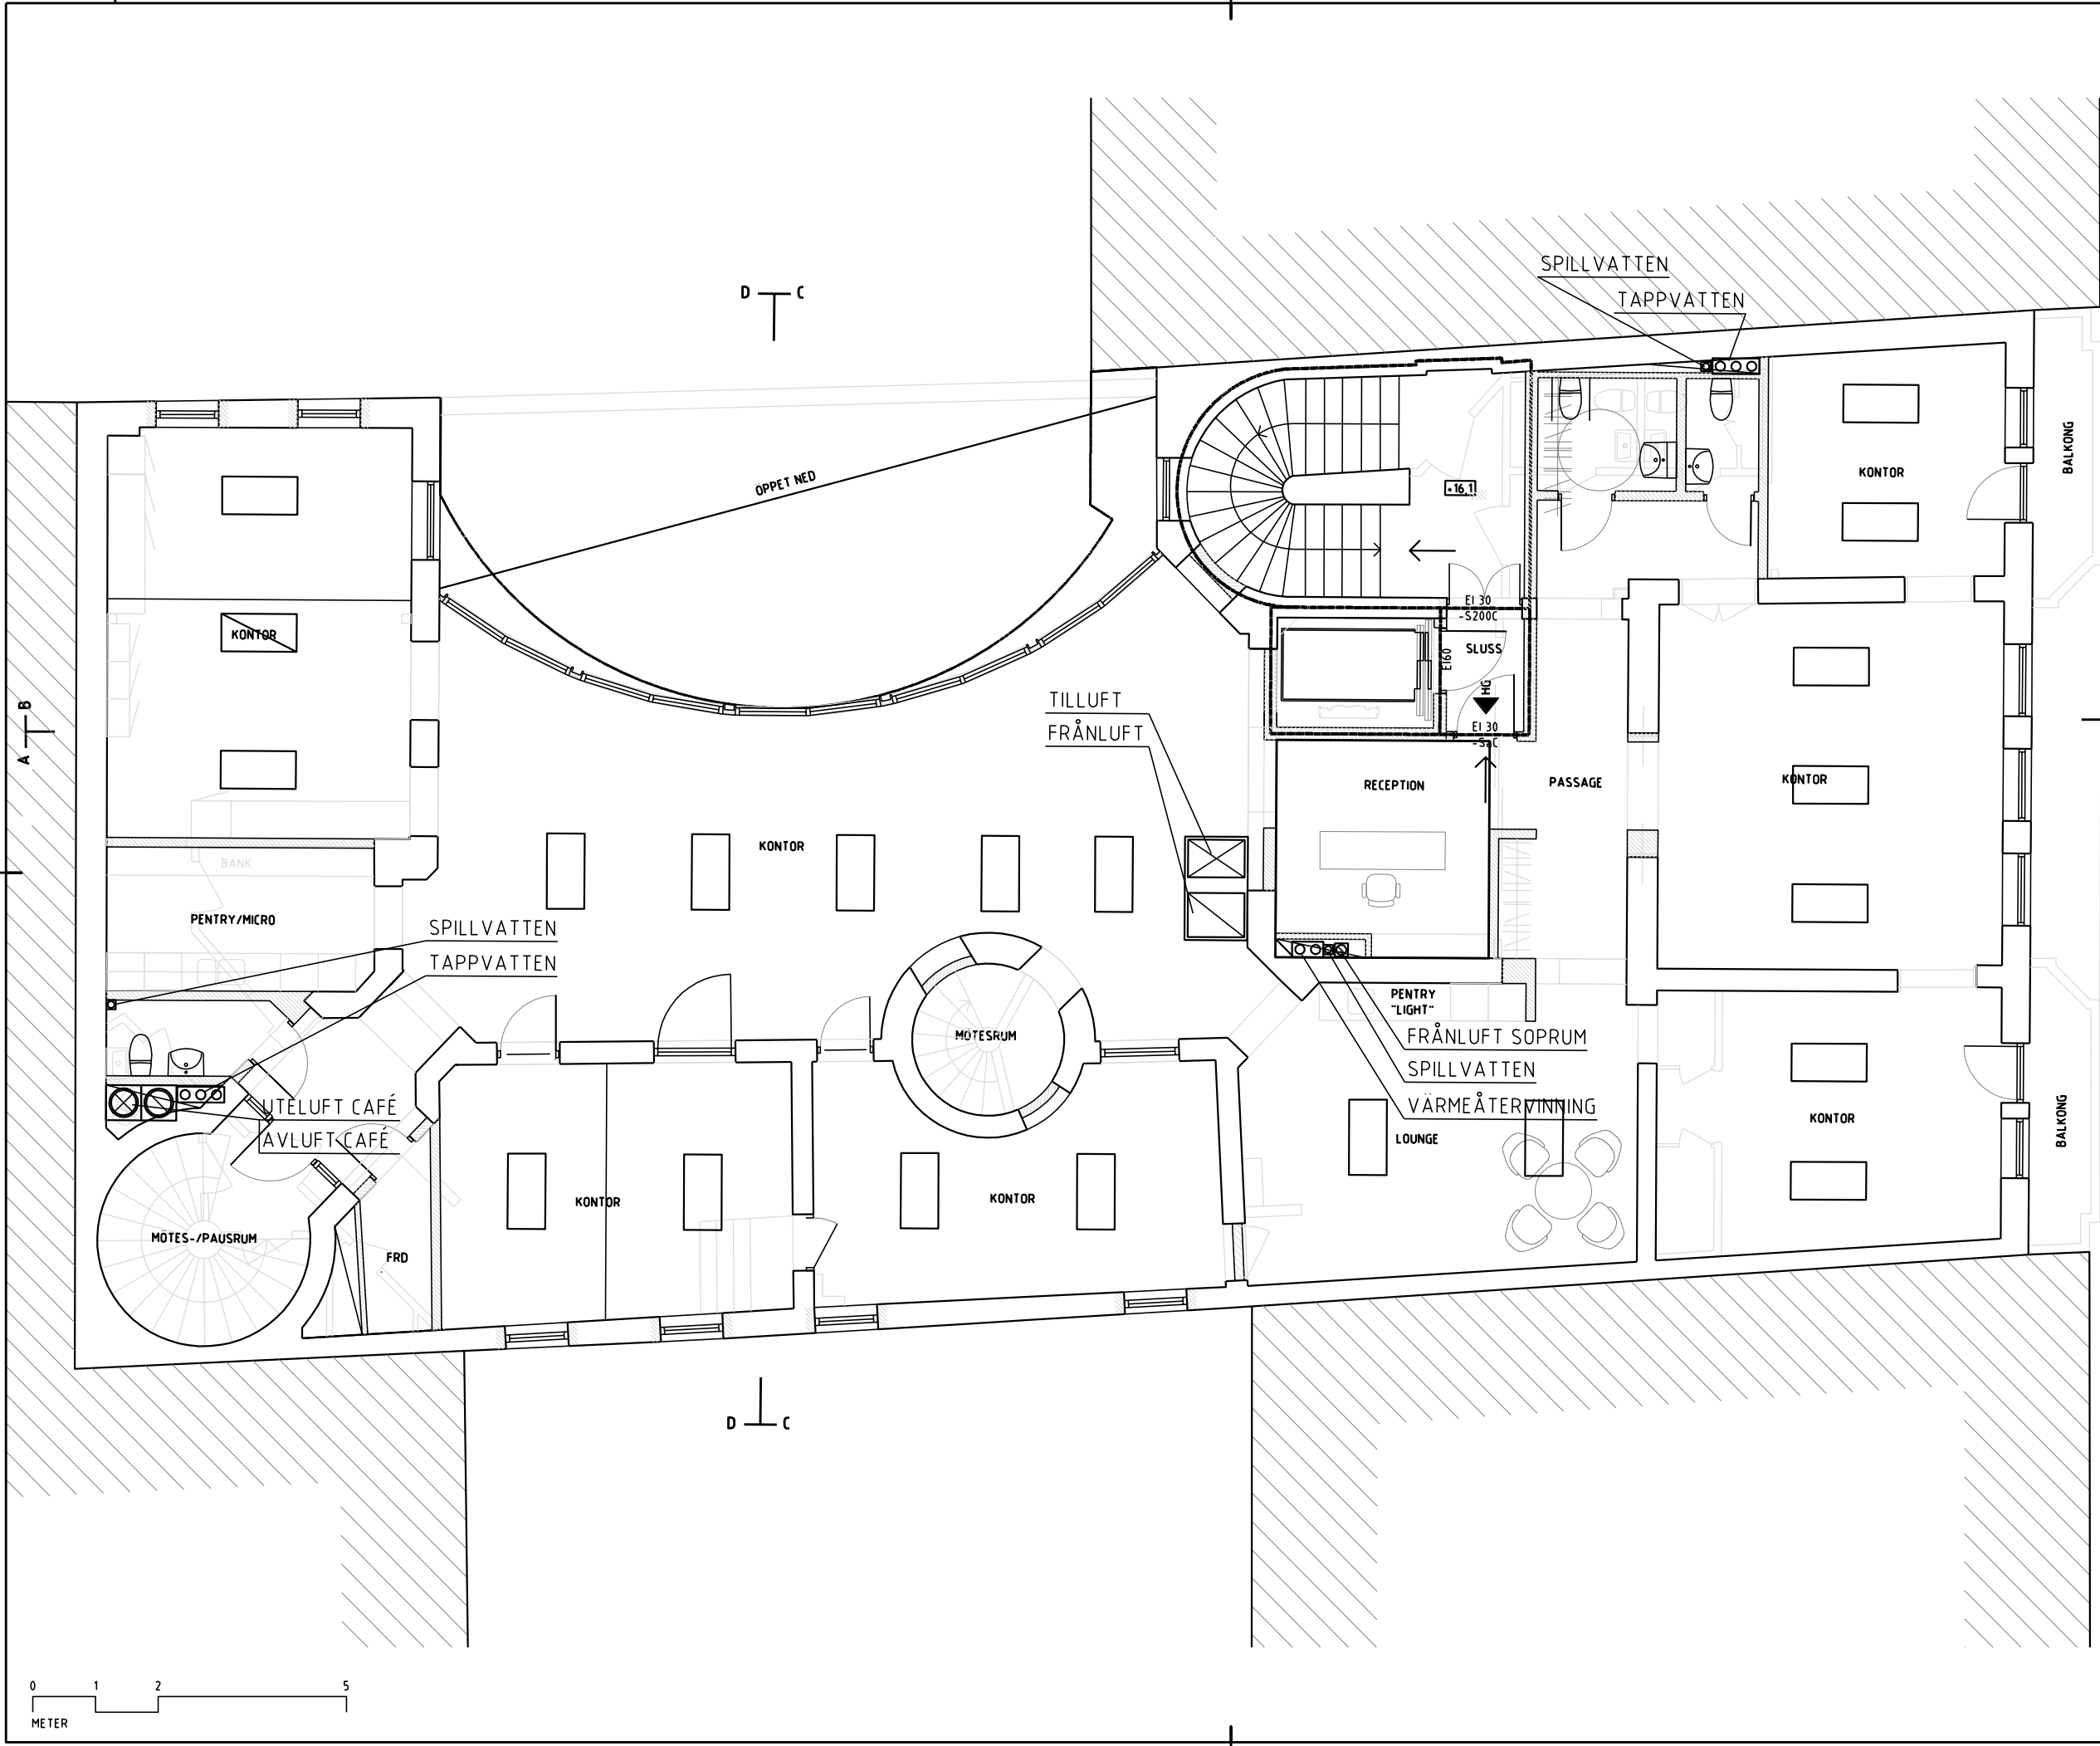 SPILLVATTEN
TAPPVATTEN
D C
ÖPPET NED
+16,1
KONTOR
BALKONG
EI 30
-S200C
SLUSS
EI60
HG
EI 30
-S2C
KONTOR
B
A
TILLUFT
FRÅNLUFT
RECEPTION
PASSAGE
KONTOR
KONTOR
BÄNK
PENTRY/MICRO
SPILLVATTEN
TAPPVATTEN
PENTRY
"LIGHT"
MÖTESRUM
FRÅNLUFT SOPRUM
SPILLVATTEN
VÄRMEÅTERVINNING
UTELUFT CAFÉ
AVLUFT CAFÉ
LOUNGE
KONTOR
BALKONG
KONTOR
KONTOR
MÖTES-/PAUSRUM
FRD
D C
0 1 2 5
METER